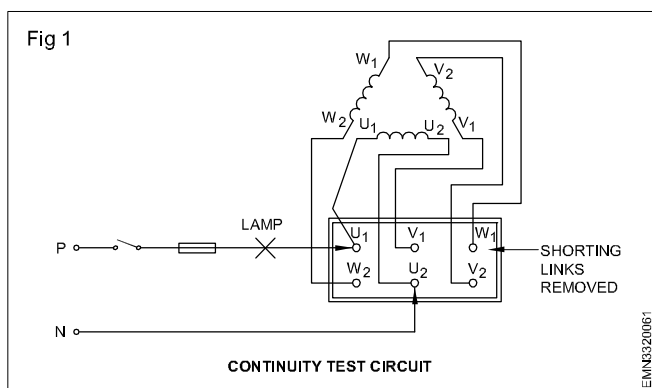 Fig 1
W1
V2
W2
U1
U2
V1
LAMP
P
U1
V1
W1
W2
U2
V2
SHORTING
LINKS
REMOVED
N
CONTINUITY TEST CIRCUIT
EMN3320061